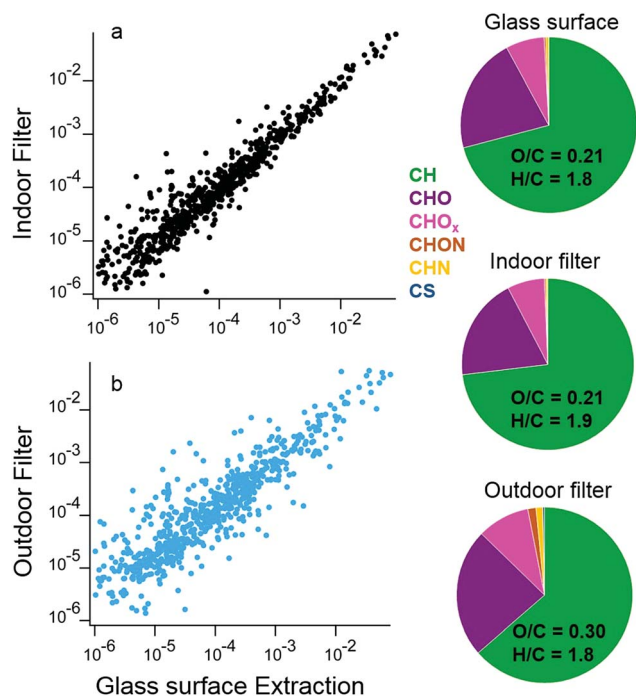 a
Indoor Filter
10⁻²
10⁻³
10⁻⁴
10⁻⁵
10⁻⁶
10⁻⁶ 10⁻⁵ 10⁻⁴ 10⁻³ 10⁻²
b
Outdoor Filter
10⁻²
10⁻³
10⁻⁴
10⁻⁵
10⁻⁶
10⁻⁶ 10⁻⁵ 10⁻⁴ 10⁻³ 10⁻²
Glass surface Extraction
CH
CHO
CHOₓ
CHON
CHN
CS
Glass surface
O/C = 0.21
H/C = 1.8
Indoor filter
O/C = 0.21
H/C = 1.9
Outdoor filter
O/C = 0.30
H/C = 1.8